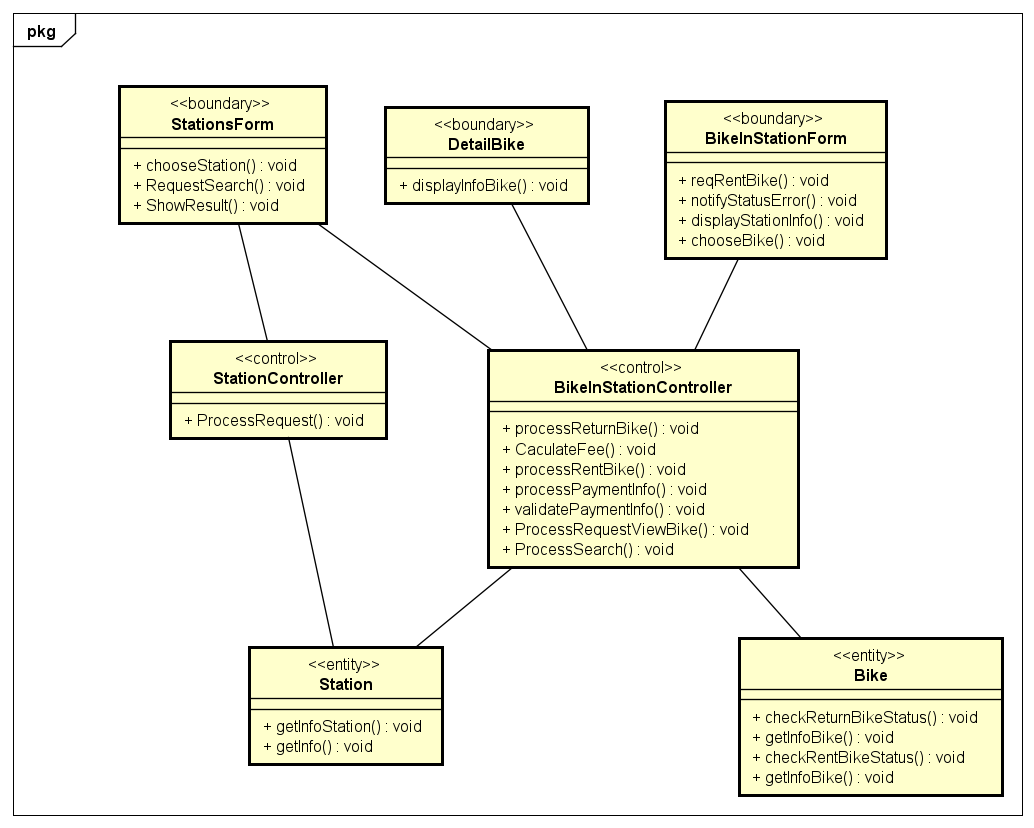 pkg
<<boundary>>
StationsForm
+ chooseStation() : void
+ RequestSearch() : void
+ ShowResult() : void
<<boundary>>
DetailBike
+ displayInfoBike() : void
<<boundary>>
BikeInStationForm
+ reqRentBike() : void
+ notifyStatusError() : void
+ displayStationInfo() : void
+ chooseBike() : void
<<control>>
StationController
+ ProcessRequest() : void
<<control>>
BikeInStationController
+ processReturnBike() : void
+ CaculateFee() : void
+ processRentBike() : void
+ processPaymentInfo() : void
+ validatePaymentInfo() : void
+ ProcessRequestViewBike() : void
+ ProcessSearch() : void
<<entity>>
Station
+ getInfoStation() : void
+ getInfo() : void
<<entity>>
Bike
+ checkReturnBikeStatus() : void
+ getInfoBike() : void
+ checkRentBikeStatus() : void
+ getInfoBike() : void